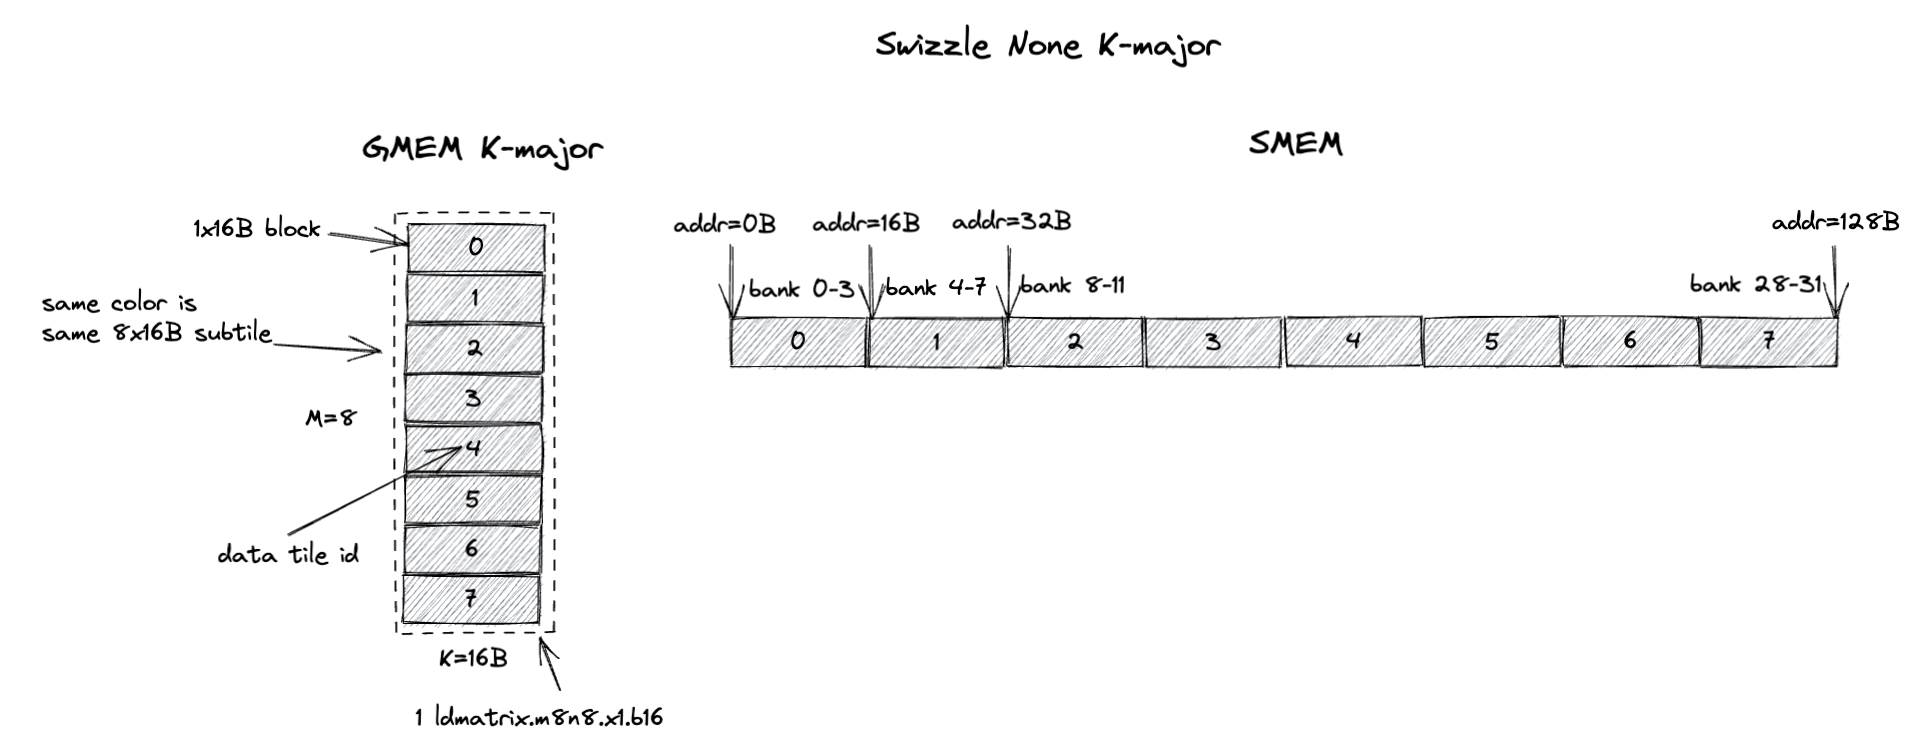 Swizzle None K-major
GMEM K-major
SMEM
1x16B block
same color is
same 8x16B subtile
M=8
data tile id
0
1
2
3
4
5
6
7
K=16B
1 ldmatrix.m8n8.x1.b16
addr=0B
addr=16B
addr=32B
addr=128B
bank 0-3
bank 4-7
bank 8-11
bank 28-31
0
1
2
3
4
5
6
7